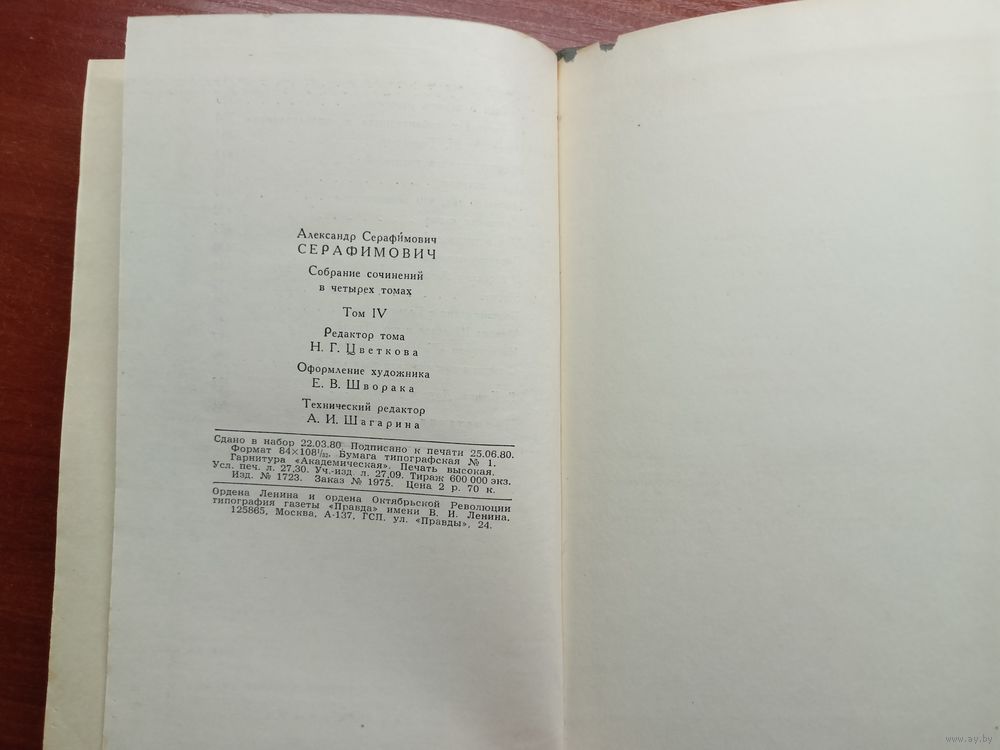 Александр Серафимович
СЕРАФИМОВИЧ
Собрание сочинений
в четырех томах
Том IV
Редактор тома
Н. Г. Цветкова
Оформление художника
Е. В. Шворака
Технический редактор
А. И. Шагарина
Сдано в набор 22.03.80. Подписано к печати 25.06.80.
Формат 84×108¹/₃₂. Бумага типографская № 1.
Гарнитура «Академическая». Печать высокая.
Усл. печ. л. 27,30. Уч.-изд. л. 27,09. Тираж 600 000 экз.
Изд. № 1723. Заказ № 1975. Цена 2 р. 70 к.
Ордена Ленина и ордена Октябрьской Революции
типография газеты «Правда» имени В. И. Ленина.
125865, Москва, А-137, ГСП, ул. «Правды», 24.
www.ay.by